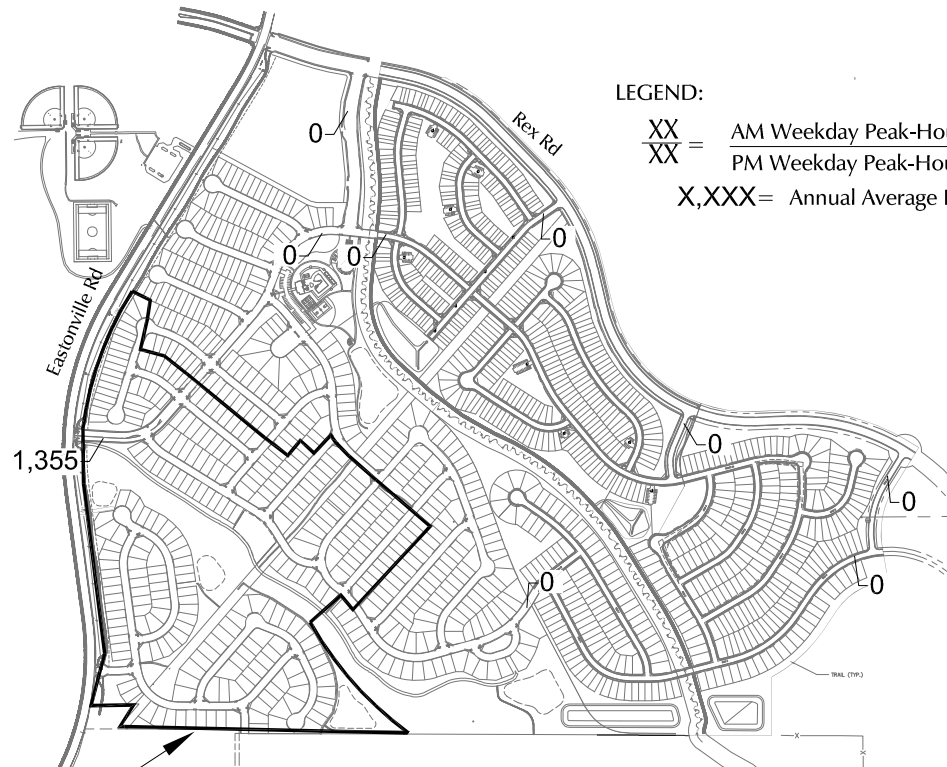 LEGEND:
XX
XX
=
AM Weekday Peak-Ho
PM Weekday Peak-Hou
X,XXX= Annual Average
Rex Rd
0
0
0
0
Eastonville Rd
0
1,355
0
0
0
TRAIL (TYP.)
X
X